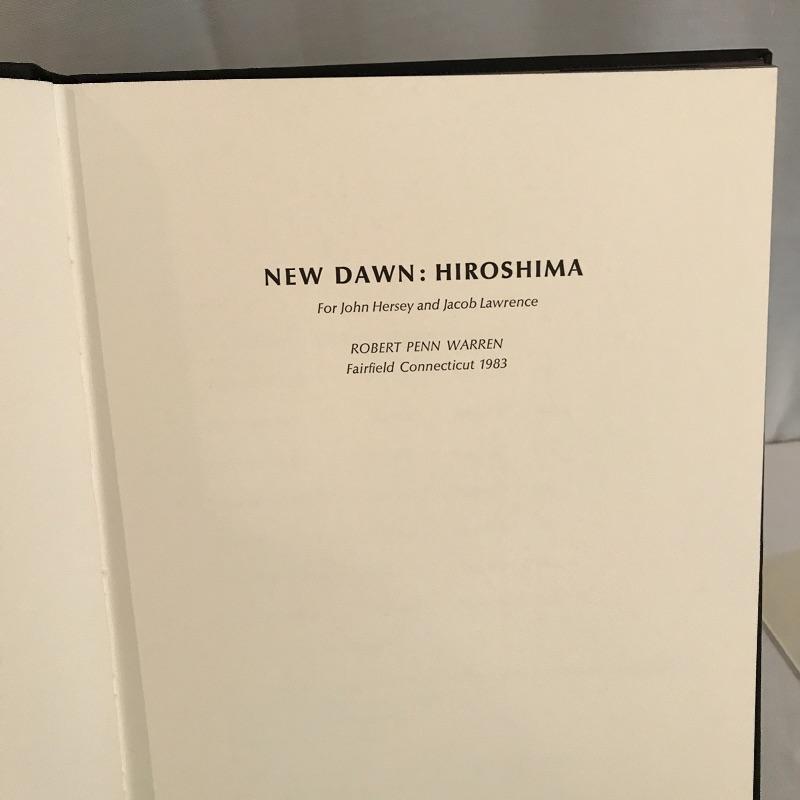 NEW DAWN: HIROSHIMA
For John Hersey and Jacob Lawrence
ROBERT PENN WARREN
Fairfield Connecticut 1983